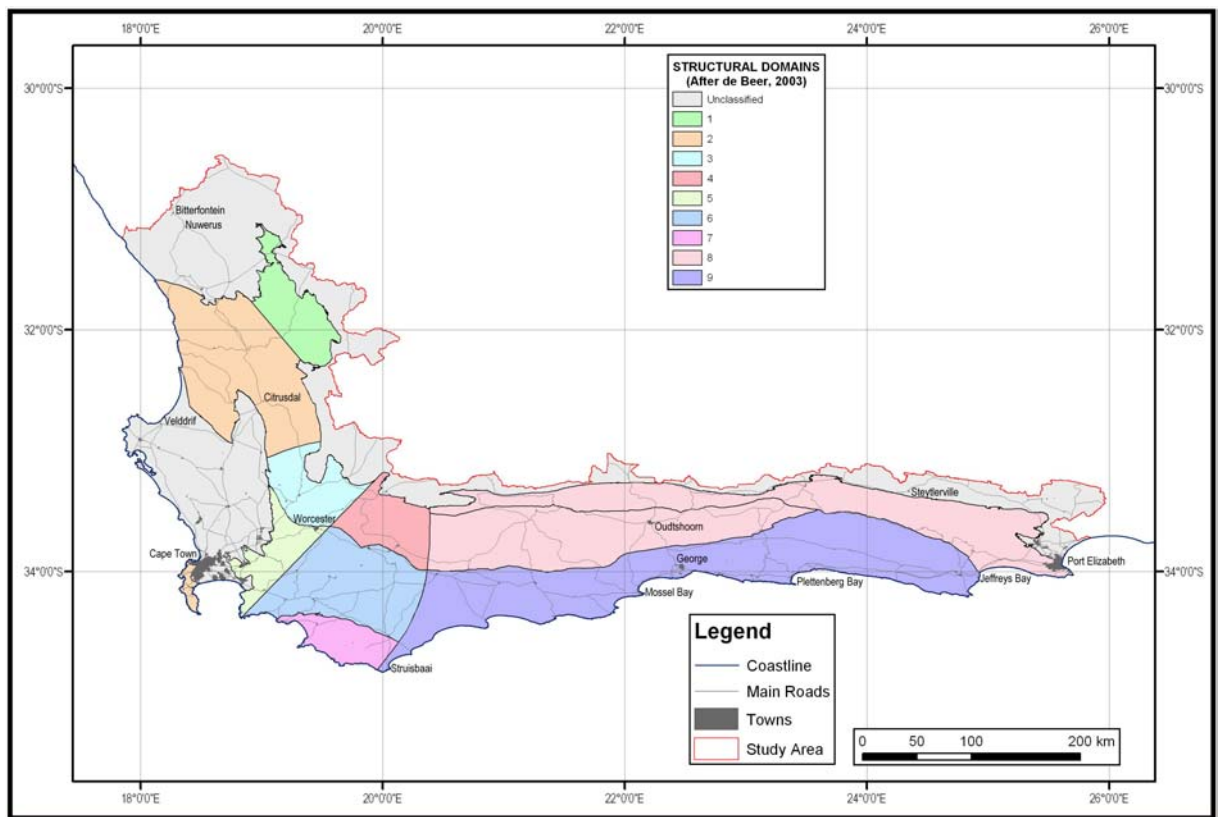 18°0'0"E 20°0'0"E 22°0'0"E 24°0'0"E 26°0'0"E
30°0'0"S 30°0'0"S
STRUCTURAL DOMAINS
(After de Beer, 2003)
Unclassified
1
2
3
4
5
6
7
8
9
Bitterfontein
Nuwerus
32°0'0"S 32°0'0"S
Citrusdal
Velddrif
Steytlerville
Worcester
Oudtshoorn
Cape Town
George
Port Elizabeth
34°0'0"S 34°0'0"S
Jeffreys Bay
Plettenberg Bay
Mossel Bay
Struisbaai
Legend
Coastline
Main Roads
Towns
Study Area
0 50 100 200 km
18°0'0"E 20°0'0"E 22°0'0"E 24°0'0"E 26°0'0"E